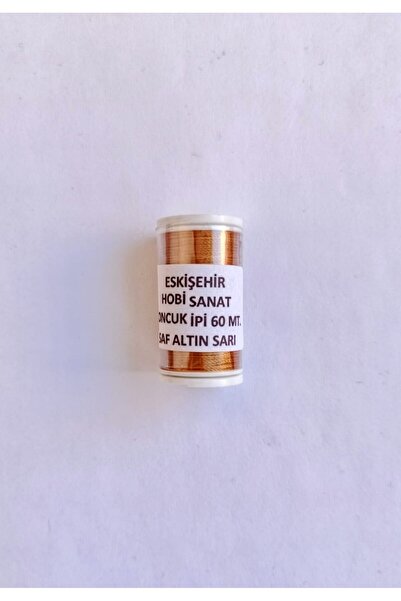 ESKİŞEHİR
HOBİ SANAT
ONCUK İPİ 60 MT.
SAF ALTIN SARI